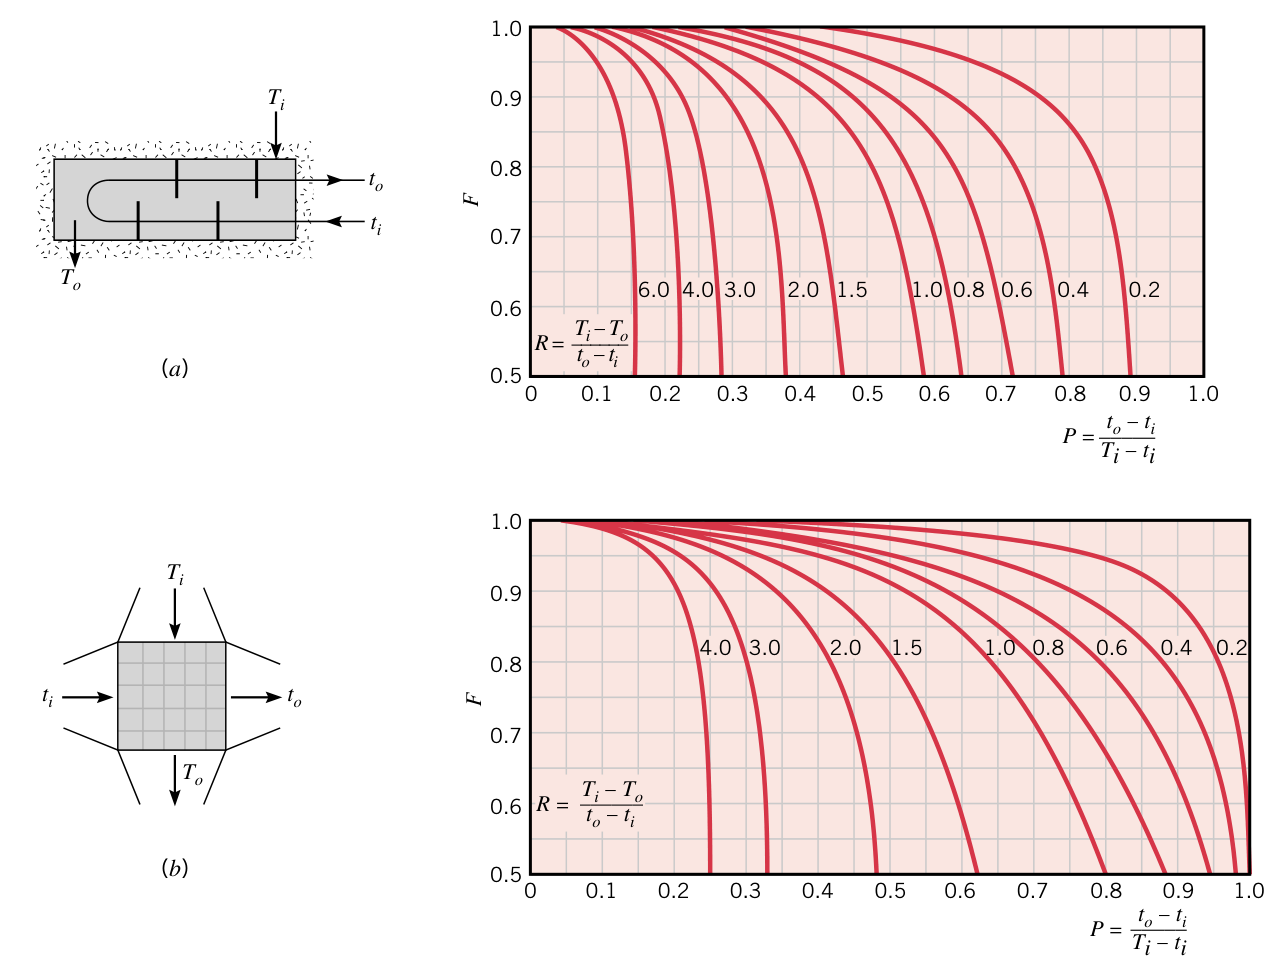 T_i
t_o
t_i
T_o
(a)
1.0
0.9
0.8
0.7
0.6
0.5
F
6.0 4.0 3.0 2.0 1.5 1.0 0.8 0.6 0.4 0.2
R = (T_i – T_o) / (t_o – t_i)
0 0.1 0.2 0.3 0.4 0.5 0.6 0.7 0.8 0.9 1.0
P = (t_o – t_i) / (T_i – t_i)
T_i
t_i
t_o
T_o
(b)
1.0
0.9
0.8
0.7
0.6
0.5
F
4.0 3.0 2.0 1.5 1.0 0.8 0.6 0.4 0.2
R = (T_i – T_o) / (t_o – t_i)
0 0.1 0.2 0.3 0.4 0.5 0.6 0.7 0.8 0.9 1.0
P = (t_o – t_i) / (T_i – t_i)